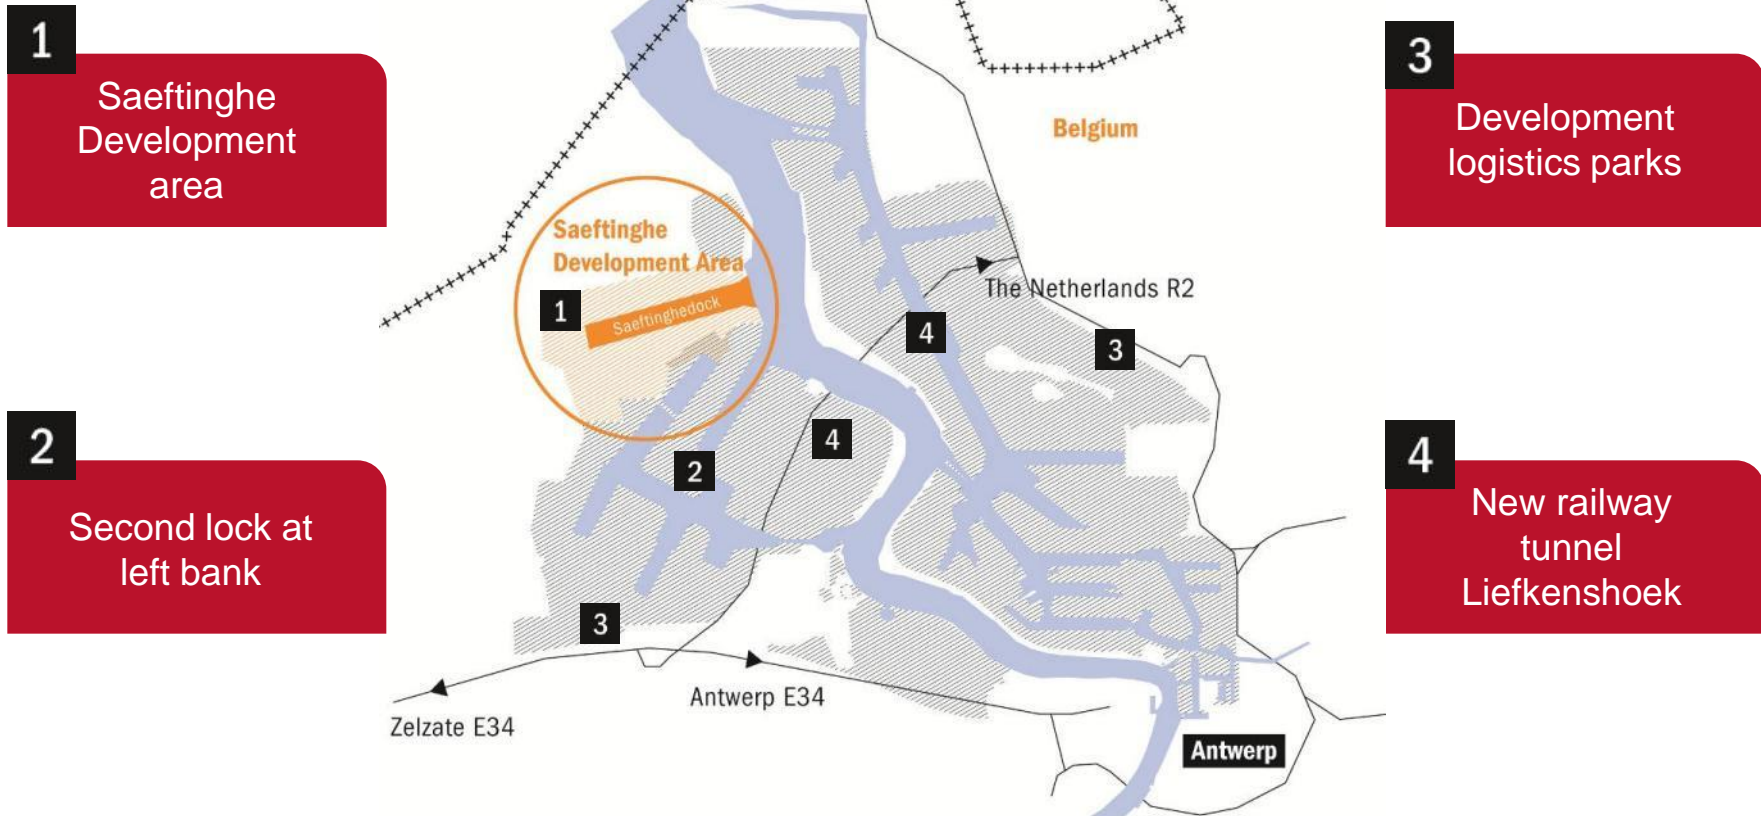 1
Saeftinghe
Development
area
2
Second lock at
left bank
Belgium
Saeftinghe
Development Area
1
Saeftinghedock
The Netherlands R2
4
3
4
2
3
Antwerp E34
Zelzate E34
Antwerp
3
Development
logistics parks
4
New railway
tunnel
Liefkenshoek